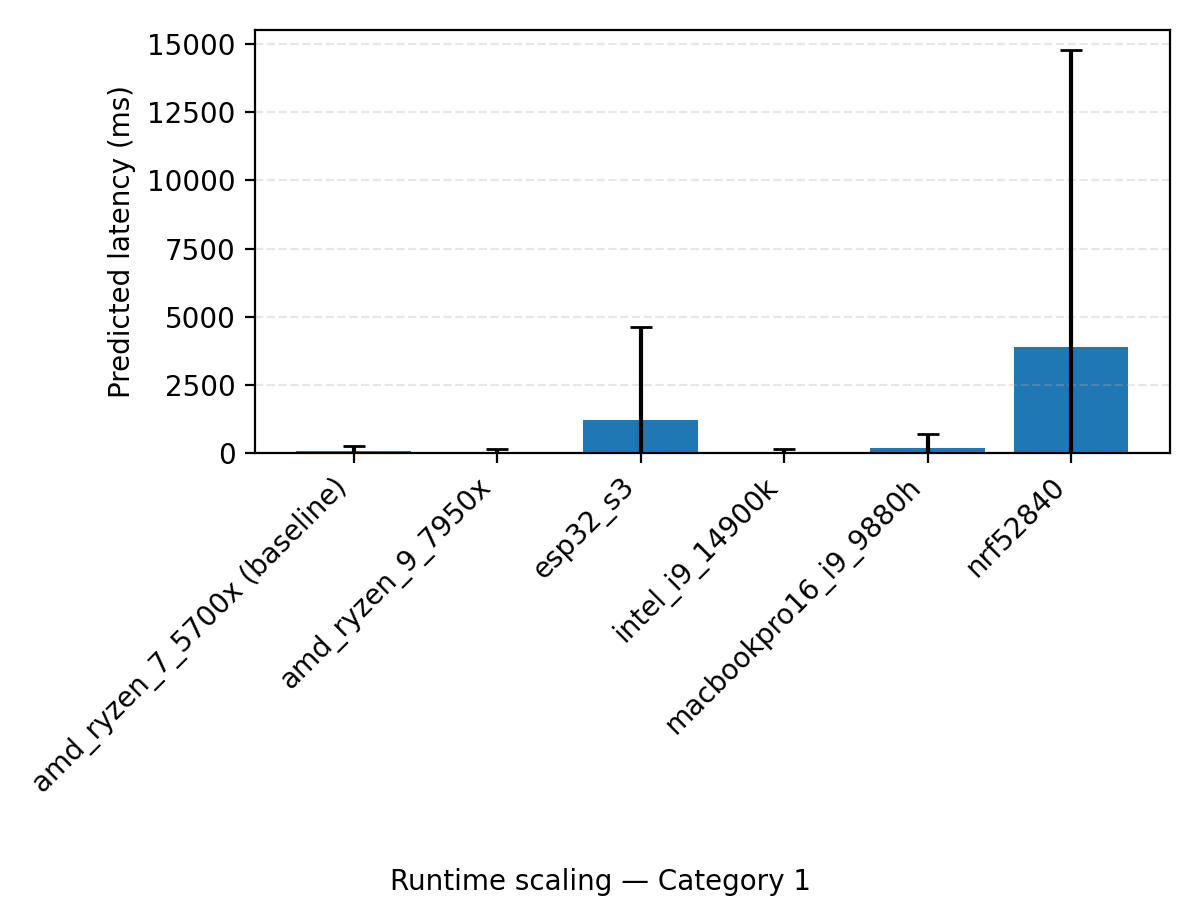 Predicted latency (ms)
15000
12500
10000
7500
5000
2500
0
amd_ryzen_7_5700x (baseline)
amd_ryzen_9_7950x
esp32_s3
intel_i9_14900k
macbookpro16_i9_9880h
nrf52840
Runtime scaling — Category 1